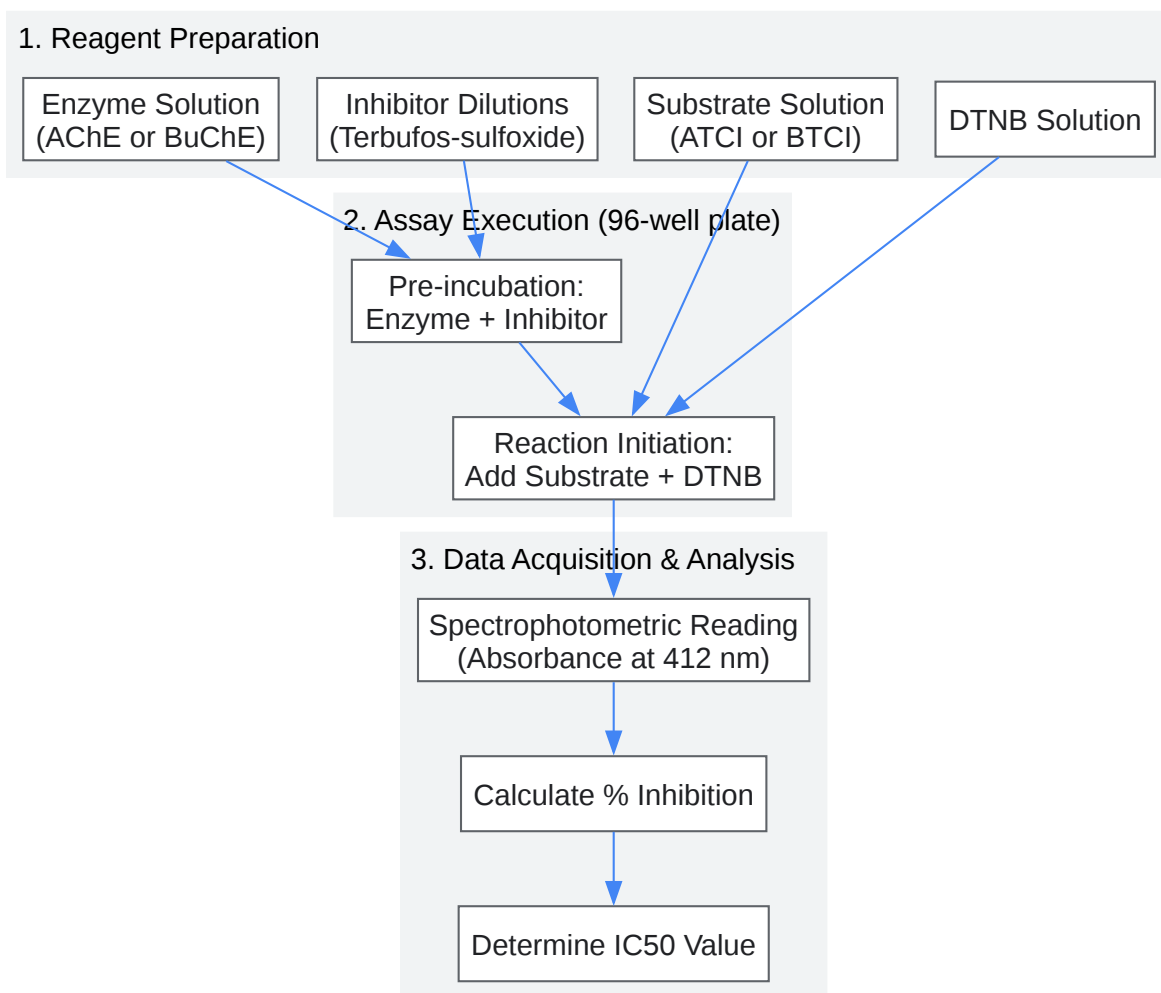 1. Reagent Preparation
Enzyme Solution
(AChE or BuChE)
Inhibitor Dilutions
(Terbufos-sulfoxide)
Substrate Solution
(ATCI or BTCI)
DTNB Solution
2. Assay Execution (96-well plate)
Pre-incubation:
Enzyme + Inhibitor
Reaction Initiation:
Add Substrate + DTNB
3. Data Acquisition & Analysis
Spectrophotometric Reading
(Absorbance at 412 nm)
Calculate % Inhibition
Determine IC50 Value